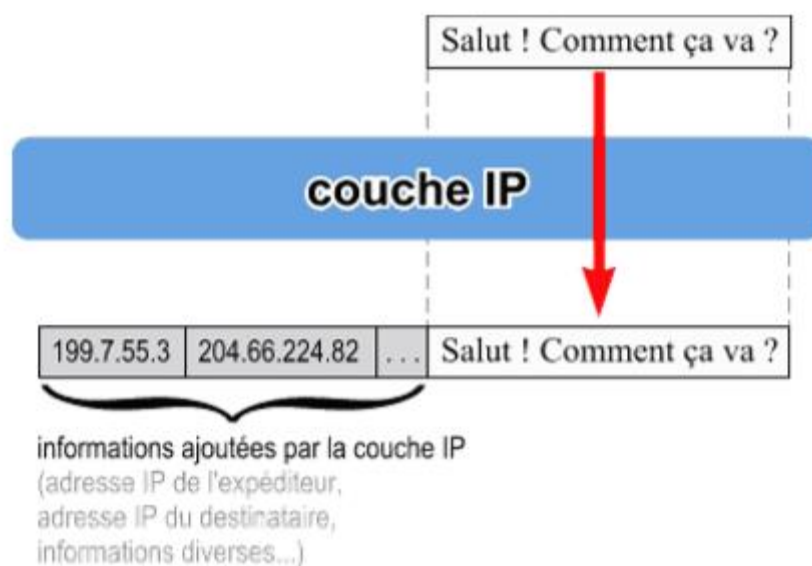 Salut ! Comment ça va ?
couche IP
199.7.55.3 204.66.224.82 ... Salut ! Comment ça va ?
informations ajoutées par la couche IP
(adresse IP de l'expéditeur,
adresse IP du destinataire,
informations diverses...)